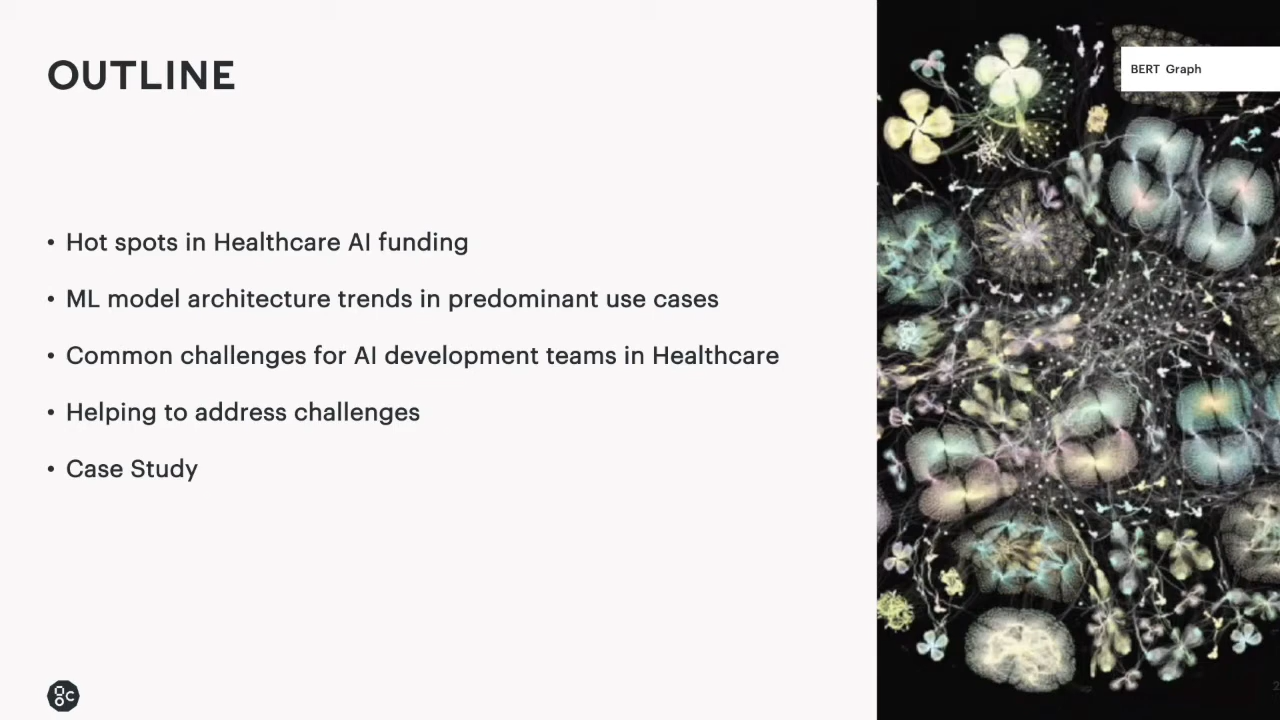 OUTLINE
BERT Graph
• Hot spots in Healthcare AI funding
• ML model architecture trends in predominant use cases
• Common challenges for AI development teams in Healthcare
• Helping to address challenges
• Case Study